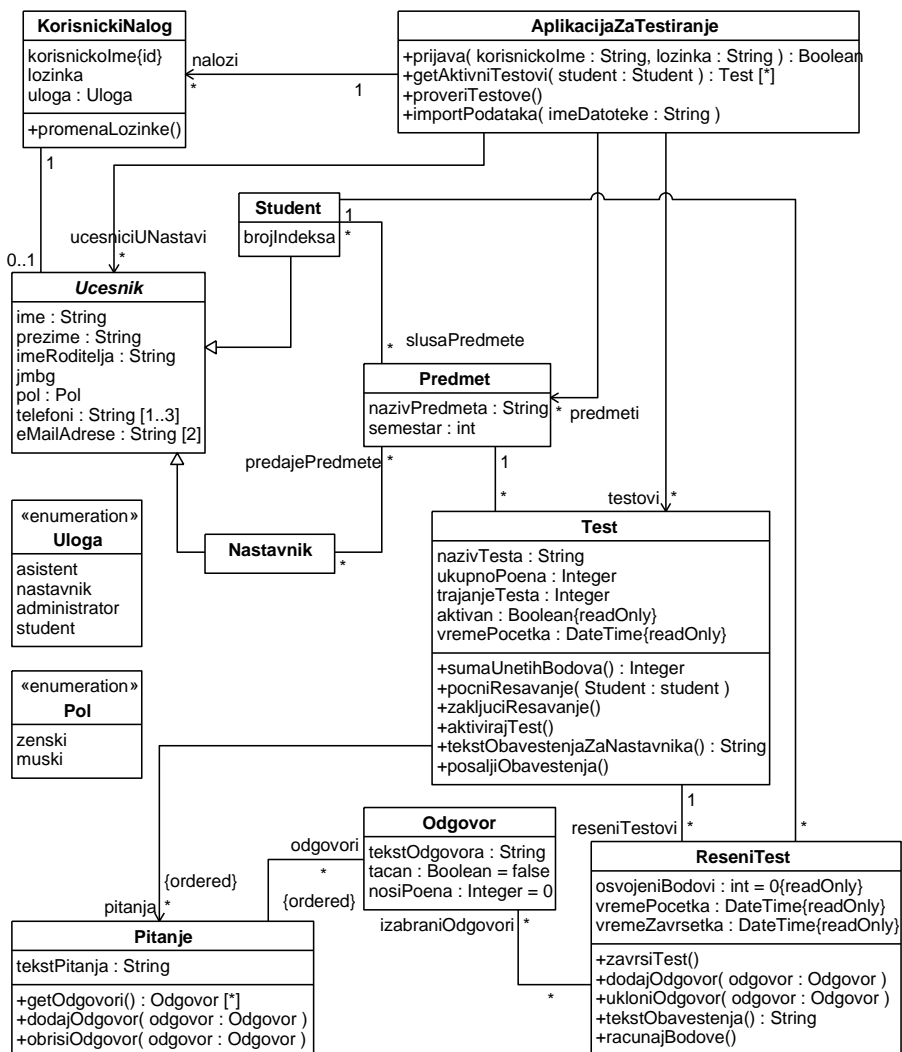 KorisnickiNalog
korisnickoIme{id}
lozinka
uloga : Uloga
+promenaLozinke()
nalozi
*
1
AplikacijaZaTestiranje
+prijava( korisnickoIme : String, lozinka : String ) : Boolean
+getAktivniTestovi( student : Student ) : Test [*]
+proveriTestove()
+importPodataka( imeDatoteke : String )
1
0..1
ucesniciUNastavi
*
Student
brojIndeksa
1
*
Ucesnik
ime : String
prezime : String
imeRoditelja : String
jmbg
pol : Pol
telefoni : String [1..3]
eMailAdrese : String [2]
* slusaPredmete
Predmet
nazivPredmeta : String
semestar : int
* predmeti
predajePredmete *
1
*
testovi *
Nastavnik
*
«enumeration»
Uloga
asistent
nastavnik
administrator
student
«enumeration»
Pol
zenski
muski
Test
nazivTesta : String
ukupnoPoena : Integer
trajanjeTesta : Integer
aktivan : Boolean{readOnly}
vremePocetka : DateTime{readOnly}
+sumaUnetihBodova() : Integer
+pocniResavanje( Student : student )
+zakljuciResavanje()
+aktivirajTest()
+tekstObavestenjaZaNastavnika() : String
+posaljiObavestenja()
1
reseniTestovi *
*
odgovori
*
{ordered}
{ordered}
pitanja *
Odgovor
tekstOdgovora : String
tacan : Boolean = false
nosiPoena : Integer = 0
izabraniOdgovori *
*
Pitanje
tekstPitanja : String
+getOdgovori() : Odgovor [*]
+dodajOdgovor( odgovor : Odgovor )
+obrisiOdgovor( odgovor : Odgovor )
ReseniTest
osvojeniBodovi : int = 0{readOnly}
vremePocetka : DateTime{readOnly}
vremeZavrsetka : DateTime{readOnly}
+zavrsiTest()
+dodajOdgovor( odgovor : Odgovor )
+ukloniOdgovor( odgovor : Odgovor )
+tekstObavestenja() : String
+racunajBodove()